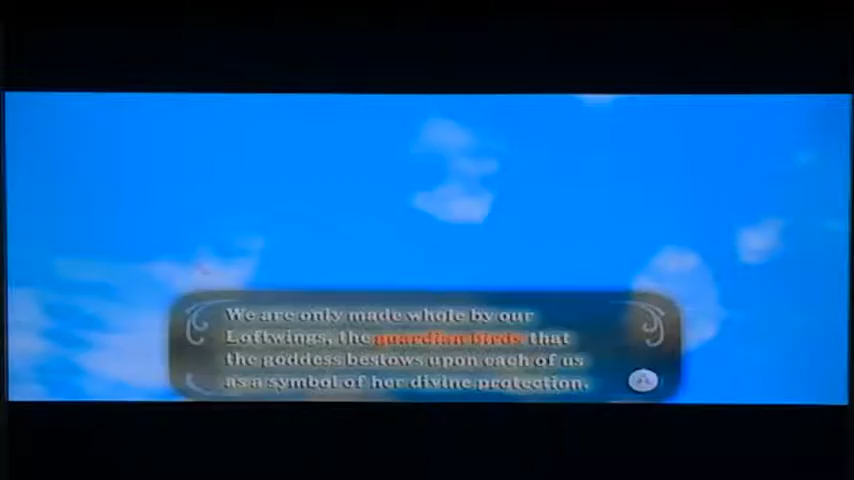 We are only made whole by our
Loftwings, the guardian birds that
the goddess bestows upon each of us
as a symbol of her divine protection.
A